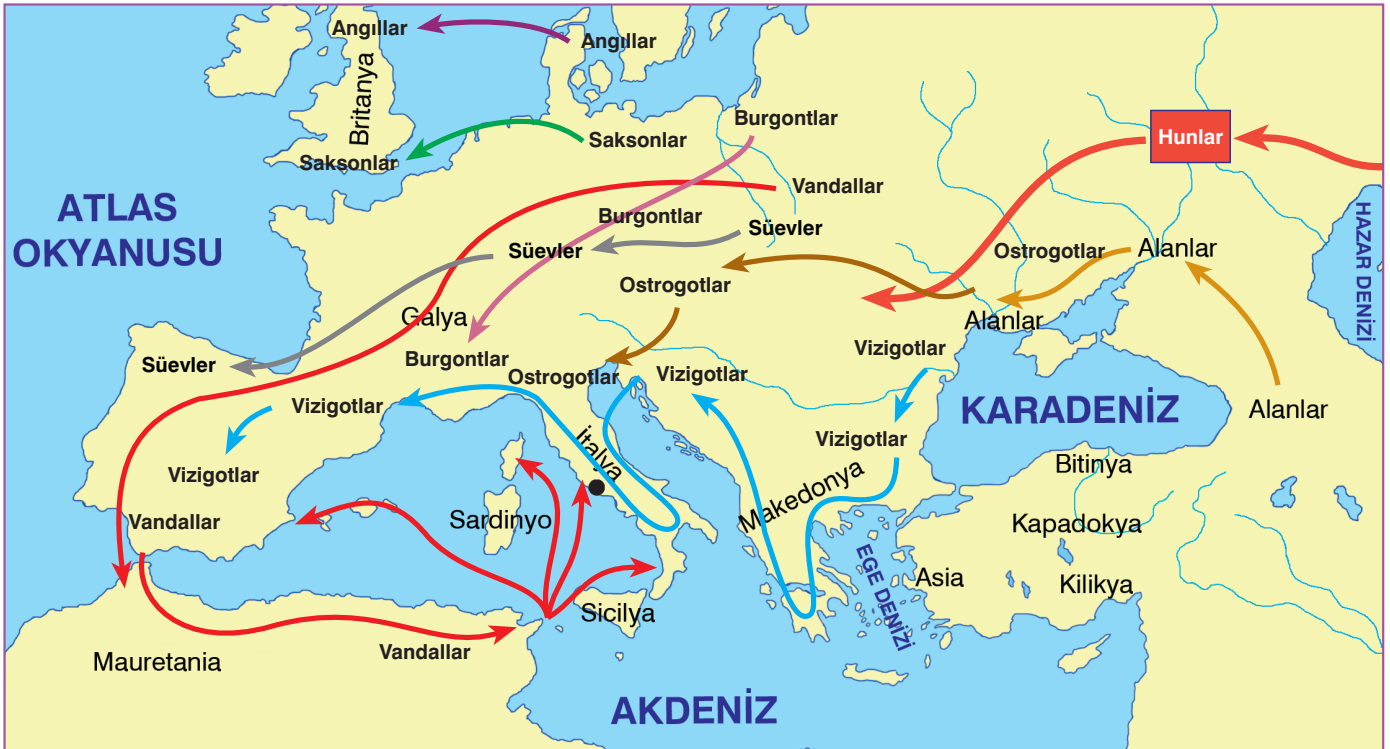 Angıllar
Angıllar
Britanya
Burgontlar
Saksonlar
Hunlar
Saksonlar
Vandallar
ATLAS
OKYANUSU
Burgontlar
Süevler
Süevler
Ostrogotlar
Alanlar
HAZAR DENİZİ
Ostrogotlar
Galya
Alanlar
Süevler
Burgontlar
Ostrogotlar
Vizigotlar
Vizigotlar
Vizigotlar
KARADENİZ
Alanlar
Vizigotlar
İtalya
Vizigotlar
Bitinya
Makedonya
Vandallar
Sardinyo
Kapadokya
EGE DENİZİ
Asia
Kilikya
Sicilya
Vandallar
Mauretania
AKDENİZ